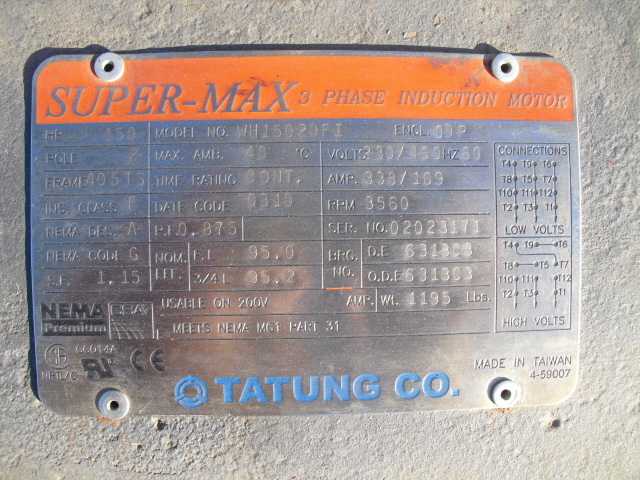 SUPER-MAX 3 PHASE INDUCTION MOTOR
HP 150 MODEL NO. WH1502DFI ENCL. ODP
POLE 2 MAX. AMB. 40 °C VOLTS 230/460 HZ 60 CONNECTIONS
FRAME 405TS TIME RATING CONT. AMP. 338/169
INS. CLASS F DATE CODE 0310 RPM 3560
NEMA DES. A P.F. 0.875 SER. NO. 02023171
NEMA CODE G NOM. EFF. F.L 95.0 BRG. NO. D.E 6313C3
S.F. 1.15 3/4 L 95.2 O.D.E 6313C3
T4 T9 T6
T8 T5 T7
T10 T11 T12
T2 T3 T1
LOW VOLTS
T4 T9 T6
T8 T5 T7
T10 T11 T12
T2 T3 T1
HIGH VOLTS
NEMA Premium USABLE ON 200V AMP. Wt. 1195 Lbs.
E MEETS NEMA MG1 PART 31
CC014A
NRTL/C
CE
MADE IN TAIWAN
4-59007
TATUNG CO.